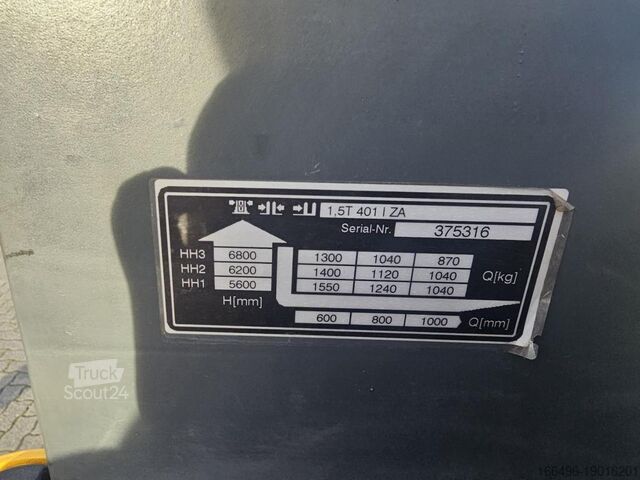 1,5T 401 I ZA
Serial-Nr. 375316
HH3 6800 1300 1040 870
HH2 6200 1400 1120 1040 Q[kg]
HH1 5600 1550 1240 1040
H[mm]
600 800 1000 Q[mm]
Truck
Scout24
166499-19016201